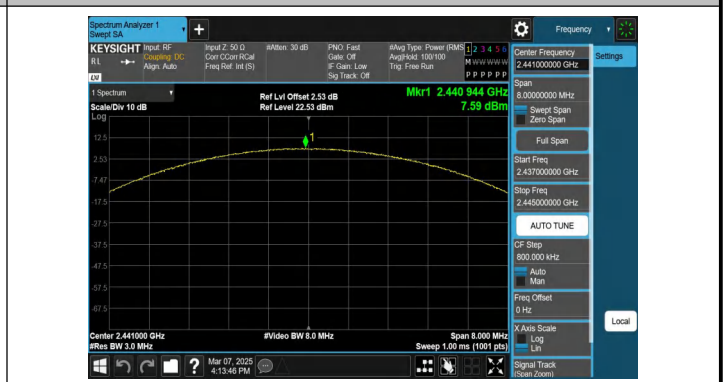 Spectrum Analyzer 1
Swept SA
+
Frequency
KEYSIGHT
RL
LXI
Input: RF
Coupling: DC
Align: Auto
Input Z: 50 Ω
Corr CCorr RCal
Freq Ref: Int (S)
#Atten: 30 dB
PNO: Fast
Gate: Off
IF Gain: Low
Sig Track: Off
#Avg Type: Power (RMS
Avg|Hold: 100/100
Trig: Free Run
1 2 3 4 5 6
M W W W W W
P P P P P P
Center Frequency
2.441000000 GHz
Settings
Span
8.00000000 MHz
Swept Span
Zero Span
Full Span
Start Freq
2.437000000 GHz
Stop Freq
2.445000000 GHz
AUTO TUNE
CF Step
800.000 kHz
Auto
Man
Freq Offset
0 Hz
X Axis Scale
Log
Lin
Local
Signal Track
(Span Zoom)
1 Spectrum
Scale/Div 10 dB
Log
Ref Lvl Offset 2.53 dB
Ref Level 22.53 dBm
Mkr1 2.440 944 GHz
7.59 dBm
1
12.5
2.53
-7.47
-17.5
-27.5
-37.5
-47.5
-57.5
-67.5
Center 2.441000 GHz
#Res BW 3.0 MHz
#Video BW 8.0 MHz
Span 8.000 MHz
Sweep 1.00 ms (1001 pts)
?
Mar 07, 2025
4:13:46 PM